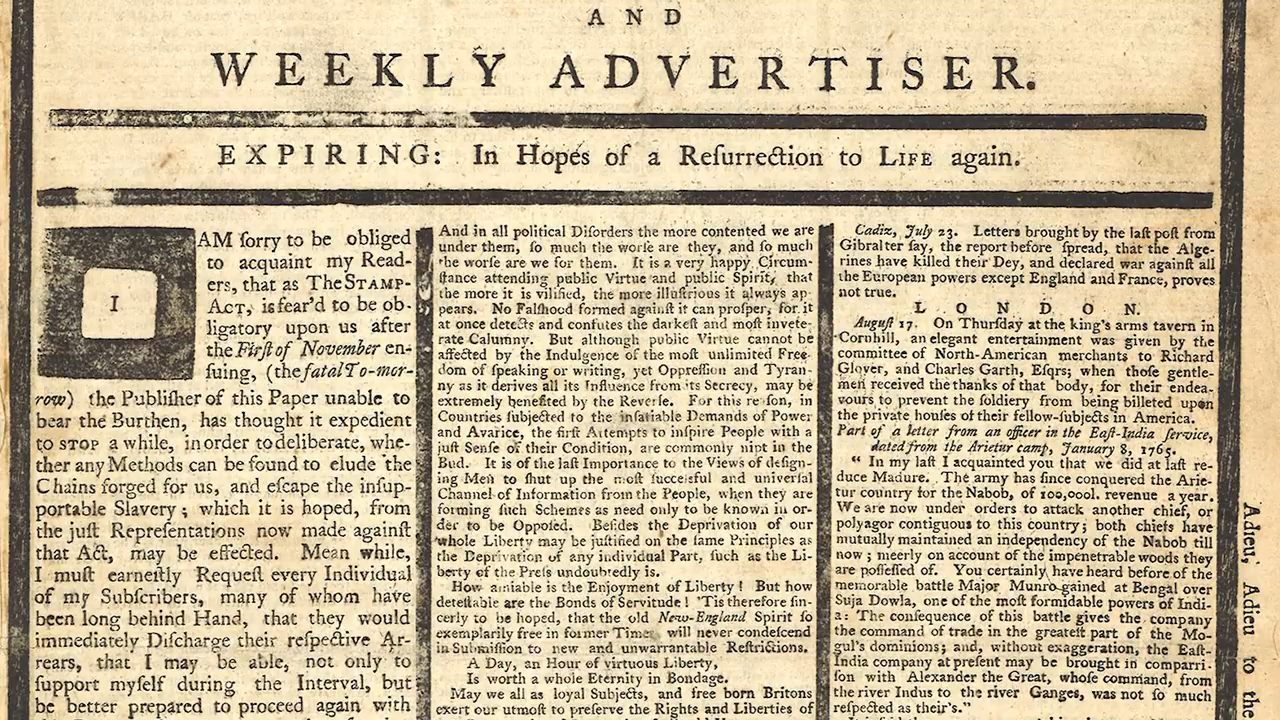 AND
WEEKLY ADVERTISER.
EXPIRING: In Hopes of a Reſurrection to LIFE again.
I
AM ſorry to be obliged
to acquaint my Read-
ers, that as The STAMP-
ACT, is fear'd to be ob-
ligatory upon us after
the Firſt of November en-
ſuing, (the fatal To-mor-
row) the Publiſher of this Paper unable to
bear the Burthen, has thought it expedient
to STOP a while, in order to deliberate, whe-
ther any Methods can be found to elude the
Chains forged for us, and eſcape the inſup-
portable Slavery; which it is hoped, from
the juſt Repreſentations now made againſt
that Act, may be effected. Mean while,
I muſt earneſtly Requeſt every Individual
of my Subſcribers, many of whom have
been long behind Hand, that they would
immediately Diſcharge their reſpective Ar-
rears, that I may be able, not only to
ſupport myſelf during the Interval, but
be better prepared to proceed again with
And in all political Diſorders the more contented we are
under them, ſo much the worſe are they, and ſo much
the worſe are we for them. It is a very happy Circum-
ſtance attending public Virtue and public Spirit, that
the more it is vilified, the more illuſtrious it always ap-
pears. No Falſhood formed againſt it can proſper, for it
at once detects and confutes the darkeſt and moſt invete-
rate Calumny. But although public Virtue cannot be
affected by the Indulgence of the moſt unlimited Free-
dom of ſpeaking or writing, yet Oppreſſion and Tyran-
ny as it derives all its Influence from its Secrecy, may be
extremely benefited by the Reverſe. For this reaſon, in
Countries ſubjected to the inſatiable Demands of Power
and Avarice, the firſt Attempts to inſpire People with a
juſt Senſe of their Condition, are commonly nipt in the
Bud. It is of the laſt Importance to the Views of deſign-
ing Men to ſhut up the moſt ſucceſsful and univerſal
Channel of Information from the People, when they are
forming ſuch Schemes as need only to be known in or-
der to be Oppoſed. Beſides the Deprivation of our
whole Liberty may be juſtified on the ſame Principles as
the Deprivation of any individual Part, ſuch as the Li-
berty of the Preſs undoubtedly is.
How amiable is the Enjoyment of Liberty! But how
deteſtable are the Bonds of Servitude! 'Tis therefore ſin-
cerly to be hoped, that the old New-England Spirit ſo
exemplarily free in former Times will never condeſcend
in Submiſſion to new and unwarrantable Reſtrictions.
A Day, an Hour of virtuous Liberty,
Is worth a whole Eternity in Bondage.
May we all as loyal Subjects, and free born Britons
exert our utmoſt to preſerve the Rights and Liberties of
Cadiz, July 23. Letters brought by the laſt poſt from
Gibralter ſay, the report before ſpread, that the Alge-
rines have killed their Dey, and declared war againſt all
the European powers except England and France, proves
not true.
LONDON.
Auguſt 17. On Thurſday at the king's arms tavern in
Cornhill, an elegant entertainment was given by the
committee of North-American merchants to Richard
Glover, and Charles Garth, Eſqrs; when thoſe gentle-
men received the thanks of that body, for their endea-
vours to prevent the ſoldiery from being billeted upon
the private houſes of their fellow-ſubjects in America.
Part of a letter from an officer in the Eaſt-India ſervice,
dated from the Arietur camp, January 8, 1765.
“ In my laſt I acquainted you that we did at laſt re-
duce Madure. The army has ſince conquered the Arie-
tur country for the Nabob, of 100,000l. revenue a year.
We are now under orders to attack another chief, or
polyagor contiguous to this country; both chiefs have
mutually maintained an independency of the Nabob till
now; meerly on account of the impenetrable woods they
are poſſeſſed of. You certainly have heard before of the
memorable battle Major Munro gained at Bengal over
Suja Dowla, one of the moſt formidable powers of Indi-
a: The conſequence of this battle gives the company
the command of trade in the greateſt part of the Mo-
gul's dominions; and, without exaggeration, the Eaſt-
India company at preſent may be brought in comparri-
ſon with Alexander the Great, whoſe command, from
the river Indus to the river Ganges, was not ſo much
reſpected as their's.”
Adieu, Adieu to the